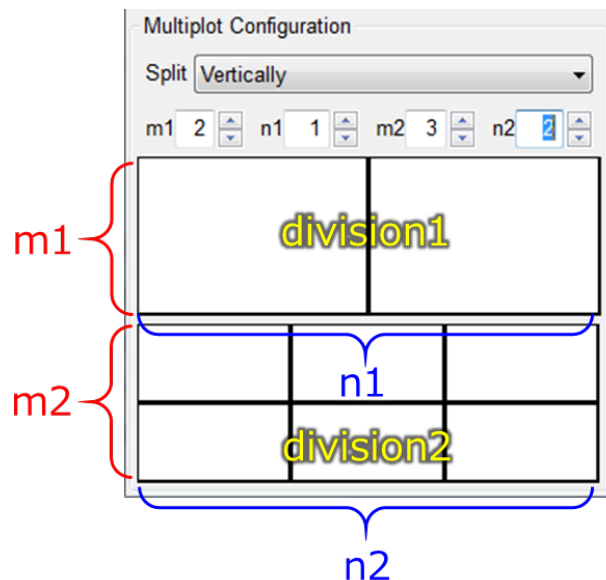 Multiplot Configuration
Split Vertically
m1 2 n1 1 m2 3 n2 2
m1
division1
n1
m2
division2
n2